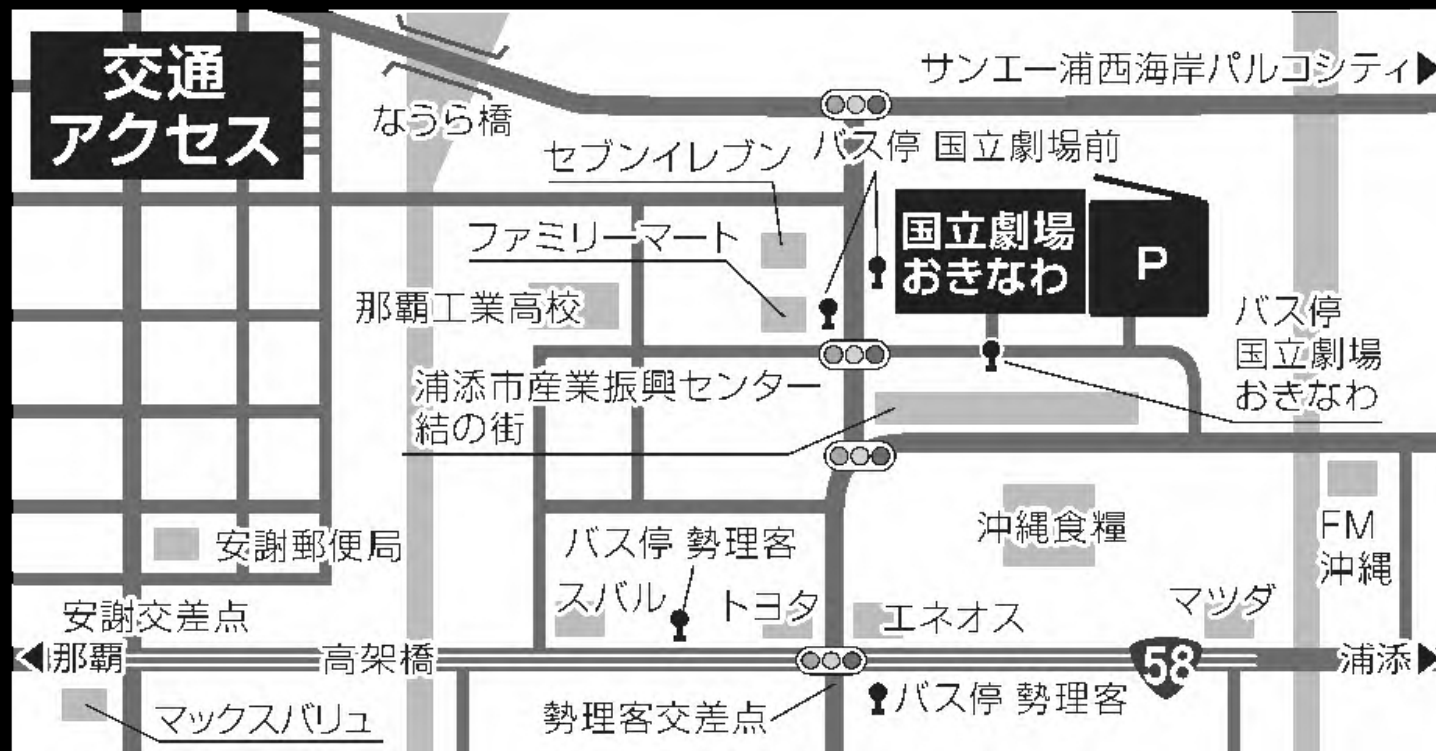 交通
アクセス
サンエー浦西海岸パルコシティ▶
なうら橋
セブンイレブン
バス停 国立劇場前
ファミリーマート
国立劇場
おきなわ
P
那覇工業高校
バス停
国立劇場
おきなわ
浦添市産業振興センター
結の街
安謝郵便局
バス停 勢理客
沖縄食糧
FM
沖縄
スバル
トヨタ
エネオス
マツダ
安謝交差点
◀那覇
高架橋
58
浦添▶
マックスバリュ
勢理客交差点
バス停 勢理客